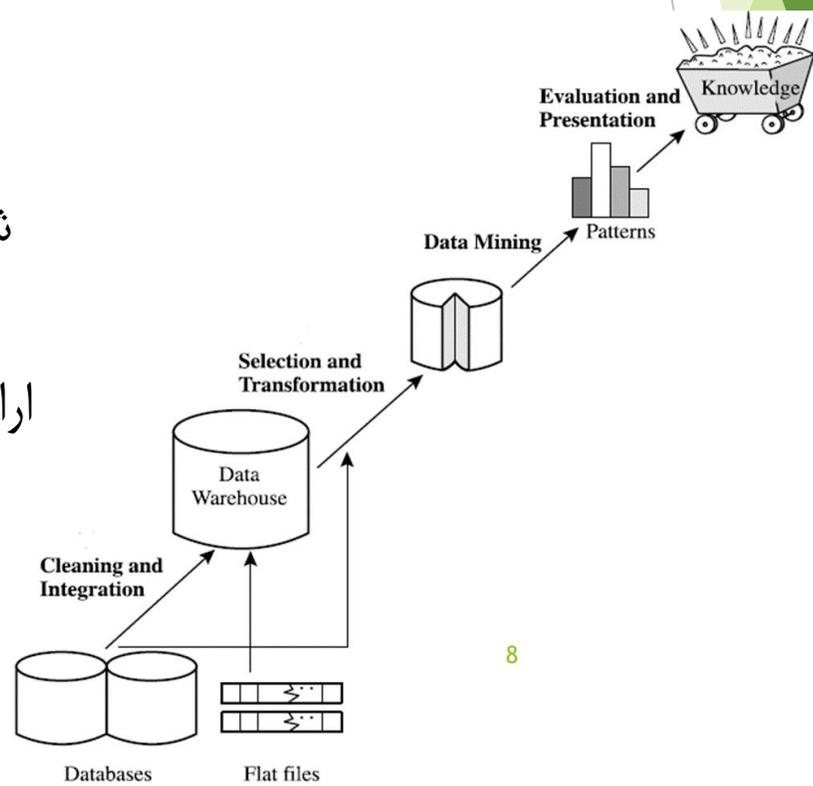 Knowledge
Evaluation and
Presentation
Patterns
Data Mining
Selection and
Transformation
Data
Warehouse
Cleaning and
Integration
8
Databases
Flat files